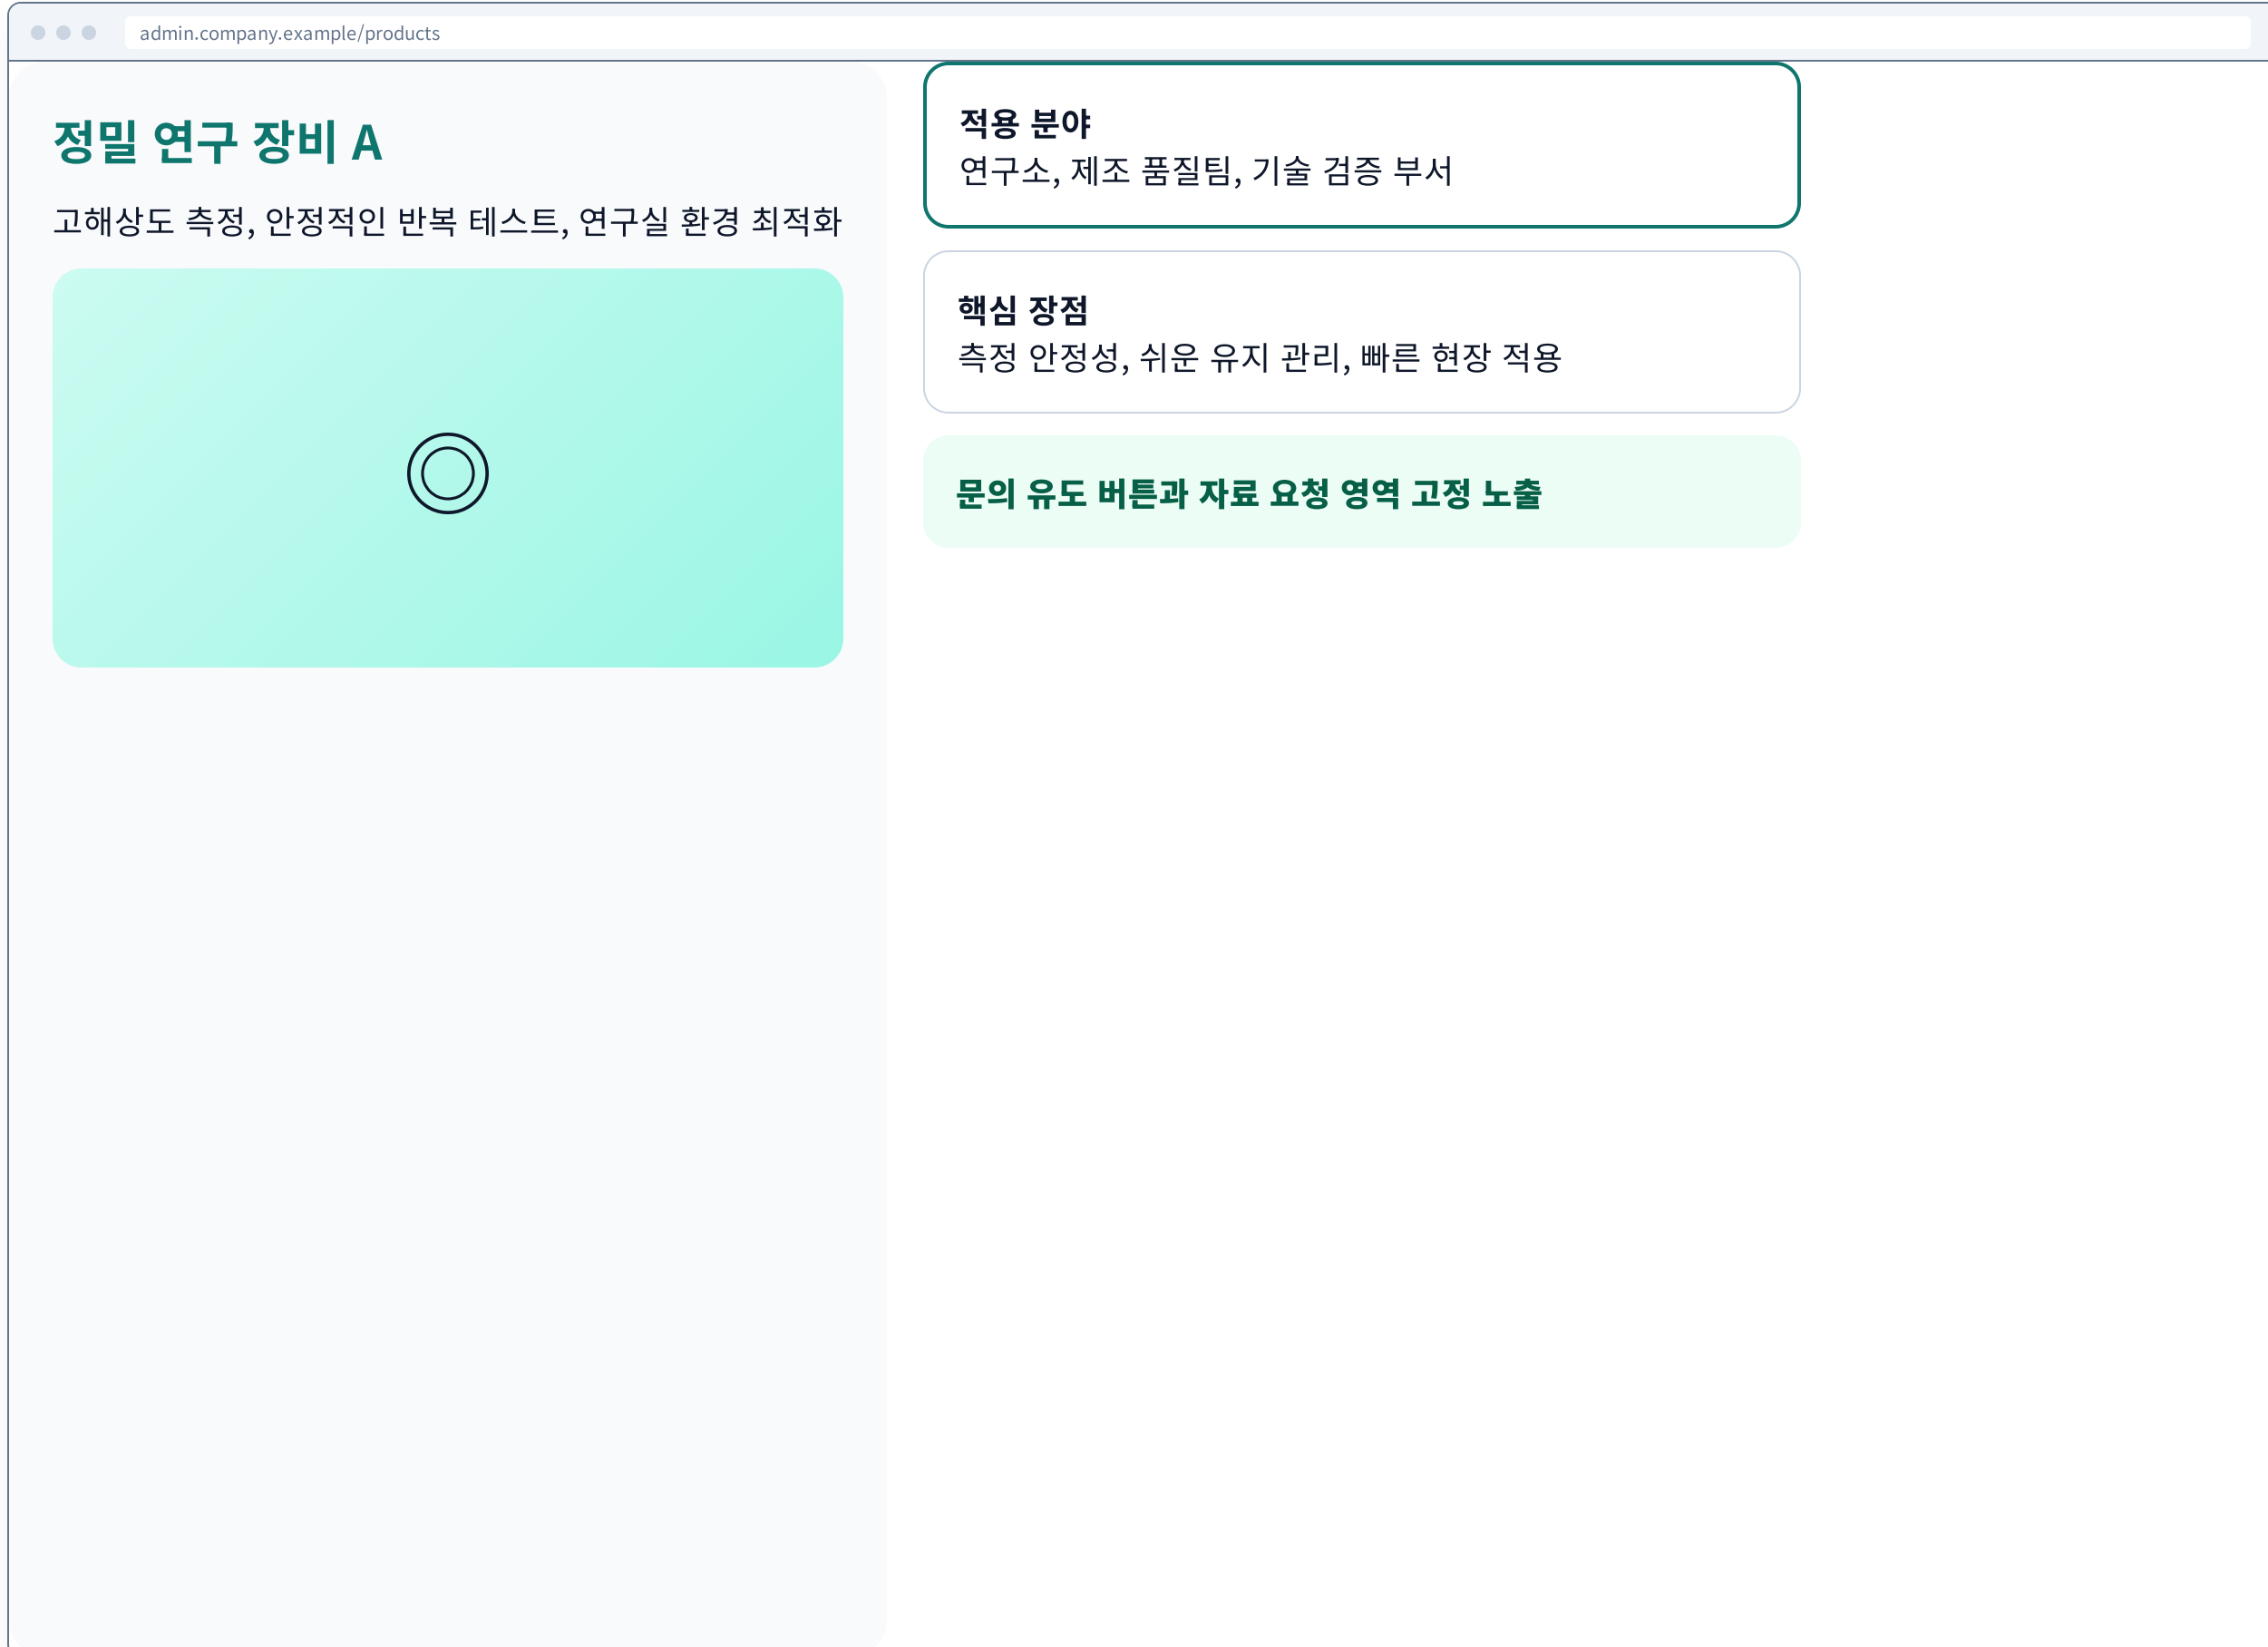 admin.company.example/products
정밀 연구 장비 A
고해상도 측정, 안정적인 반복 테스트, 연구실 환경 최적화
적용 분야
연구소, 제조 품질팀, 기술 검증 부서
핵심 장점
측정 안정성, 쉬운 유지 관리, 빠른 현장 적용
문의 유도 버튼과 자료 요청 영역 고정 노출